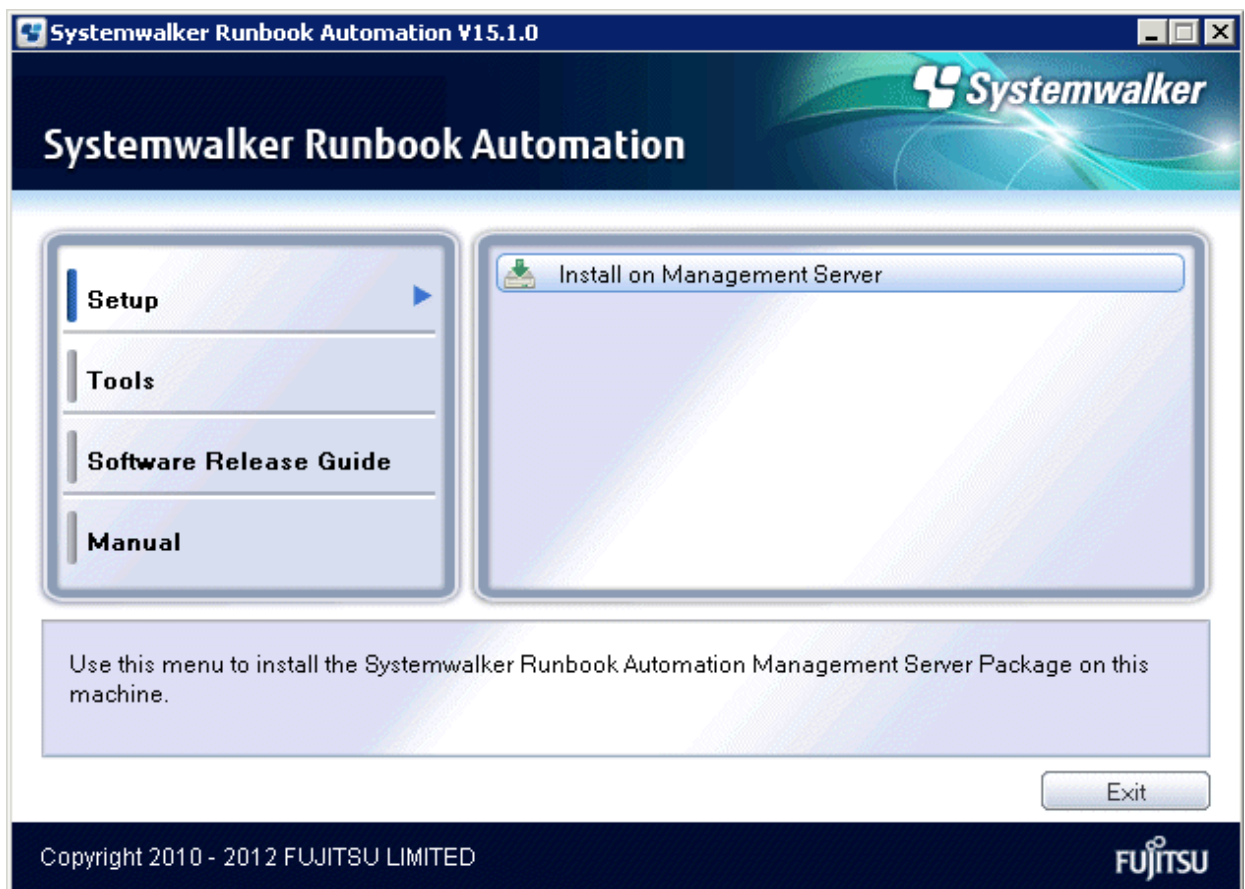 Systemwalker Runbook Automation V15.1.0
Systemwalker
Systemwalker Runbook Automation
Setup
Tools
Software Release Guide
Manual
Install on Management Server
Use this menu to install the Systemwalker Runbook Automation Management Server Package on this
machine.
Exit
Copyright 2010 - 2012 FUJITSU LIMITED
FUJITSU